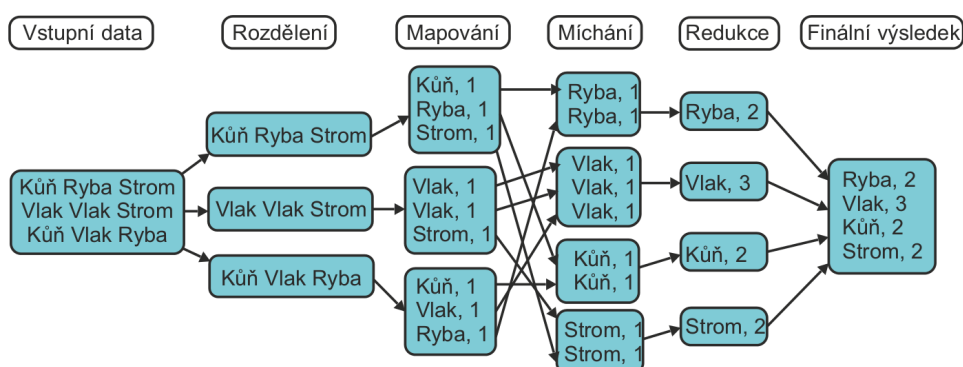 Vstupní data
Rozdělení
Mapování
Míchání
Redukce
Finální výsledek
Kůň Ryba Strom
Vlak Vlak Strom
Kůň Vlak Ryba
Kůň Ryba Strom
Vlak Vlak Strom
Kůň Vlak Ryba
Kůň, 1
Ryba, 1
Strom, 1
Vlak, 1
Vlak, 1
Strom, 1
Kůň, 1
Vlak, 1
Ryba, 1
Ryba, 1
Ryba, 1
Vlak, 1
Vlak, 1
Vlak, 1
Kůň, 1
Kůň, 1
Strom, 1
Strom, 1
Ryba, 2
Vlak, 3
Kůň, 2
Strom, 2
Ryba, 2
Vlak, 3
Kůň, 2
Strom, 2